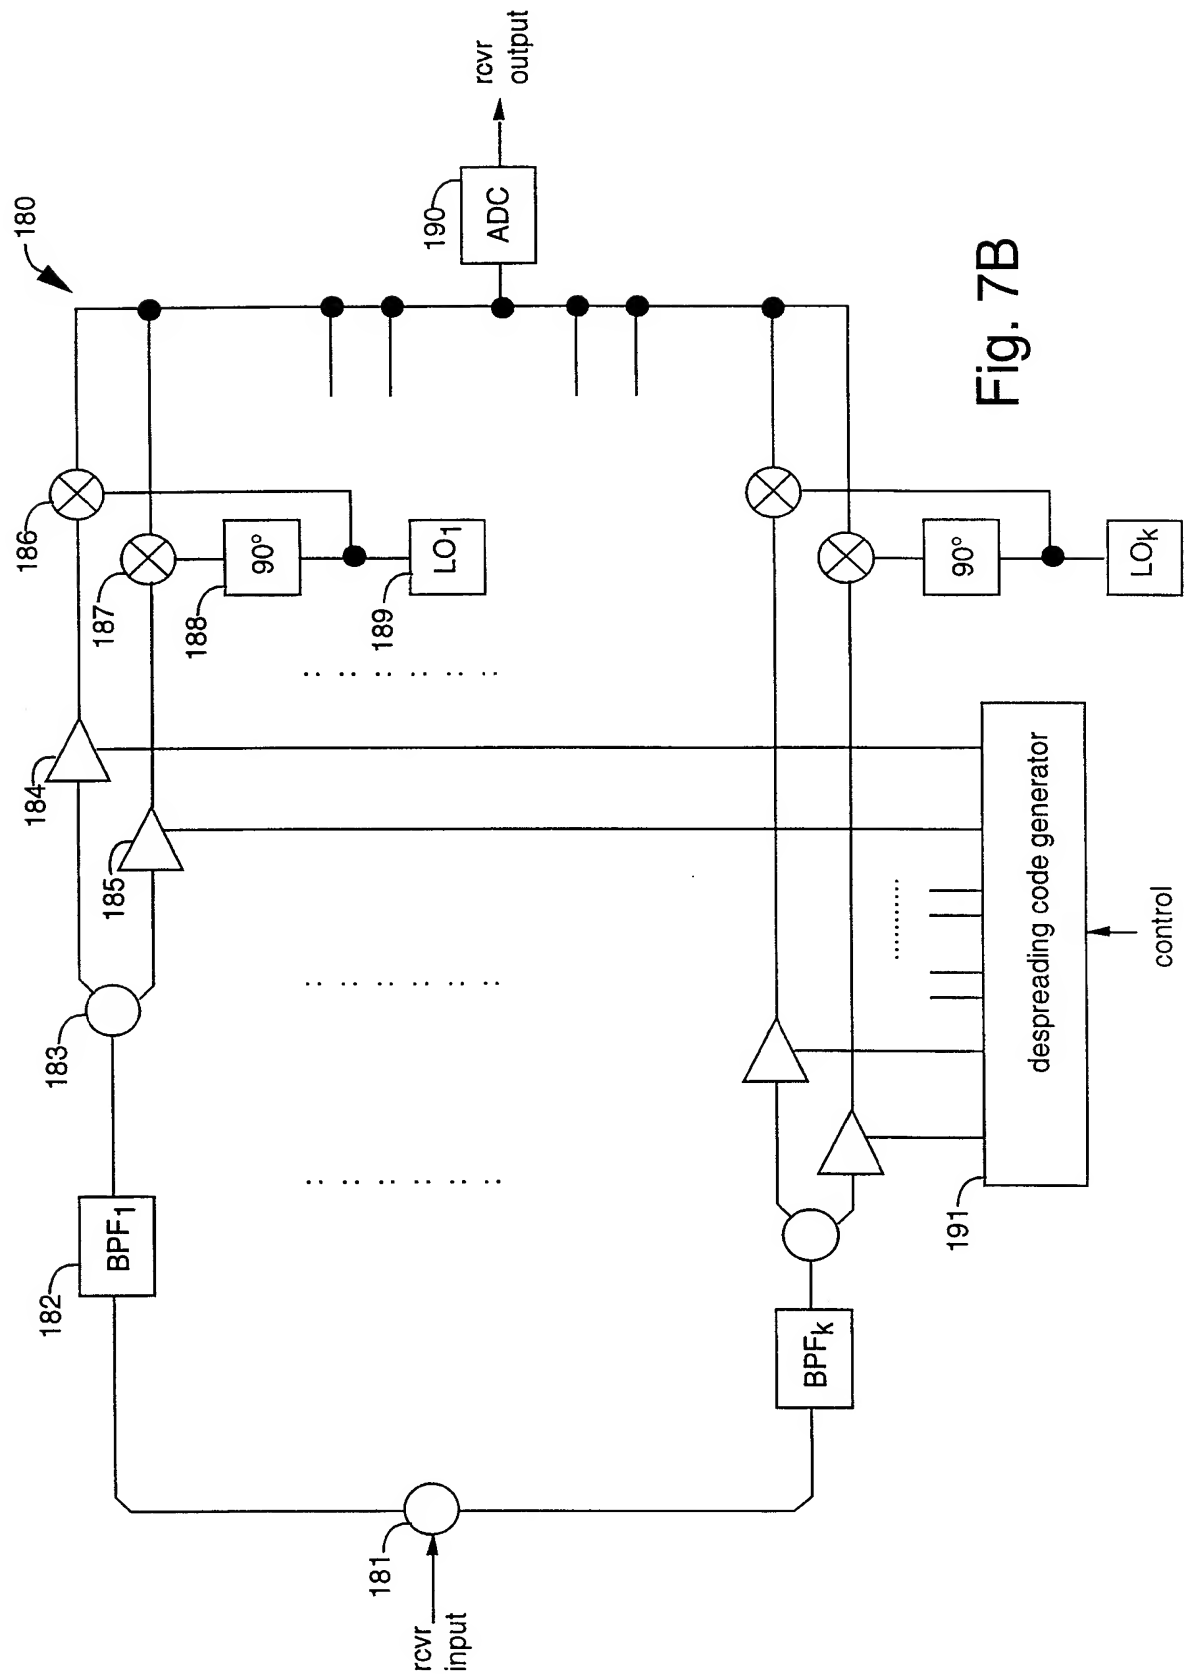 180
rcvr
output
190
ADC
186
187
188
90°
189
LO1
184
185
183
182
BPF1
181
rcvr
input
BPFk
90°
LOk
191
despreading code generator
control
Fig. 7B